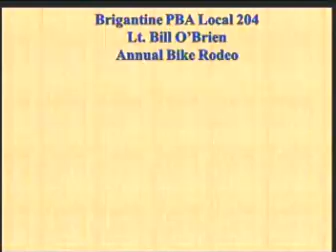 Brigantine PBA Local 204
Lt. Bill O’Brien
Annual Bike Rodeo